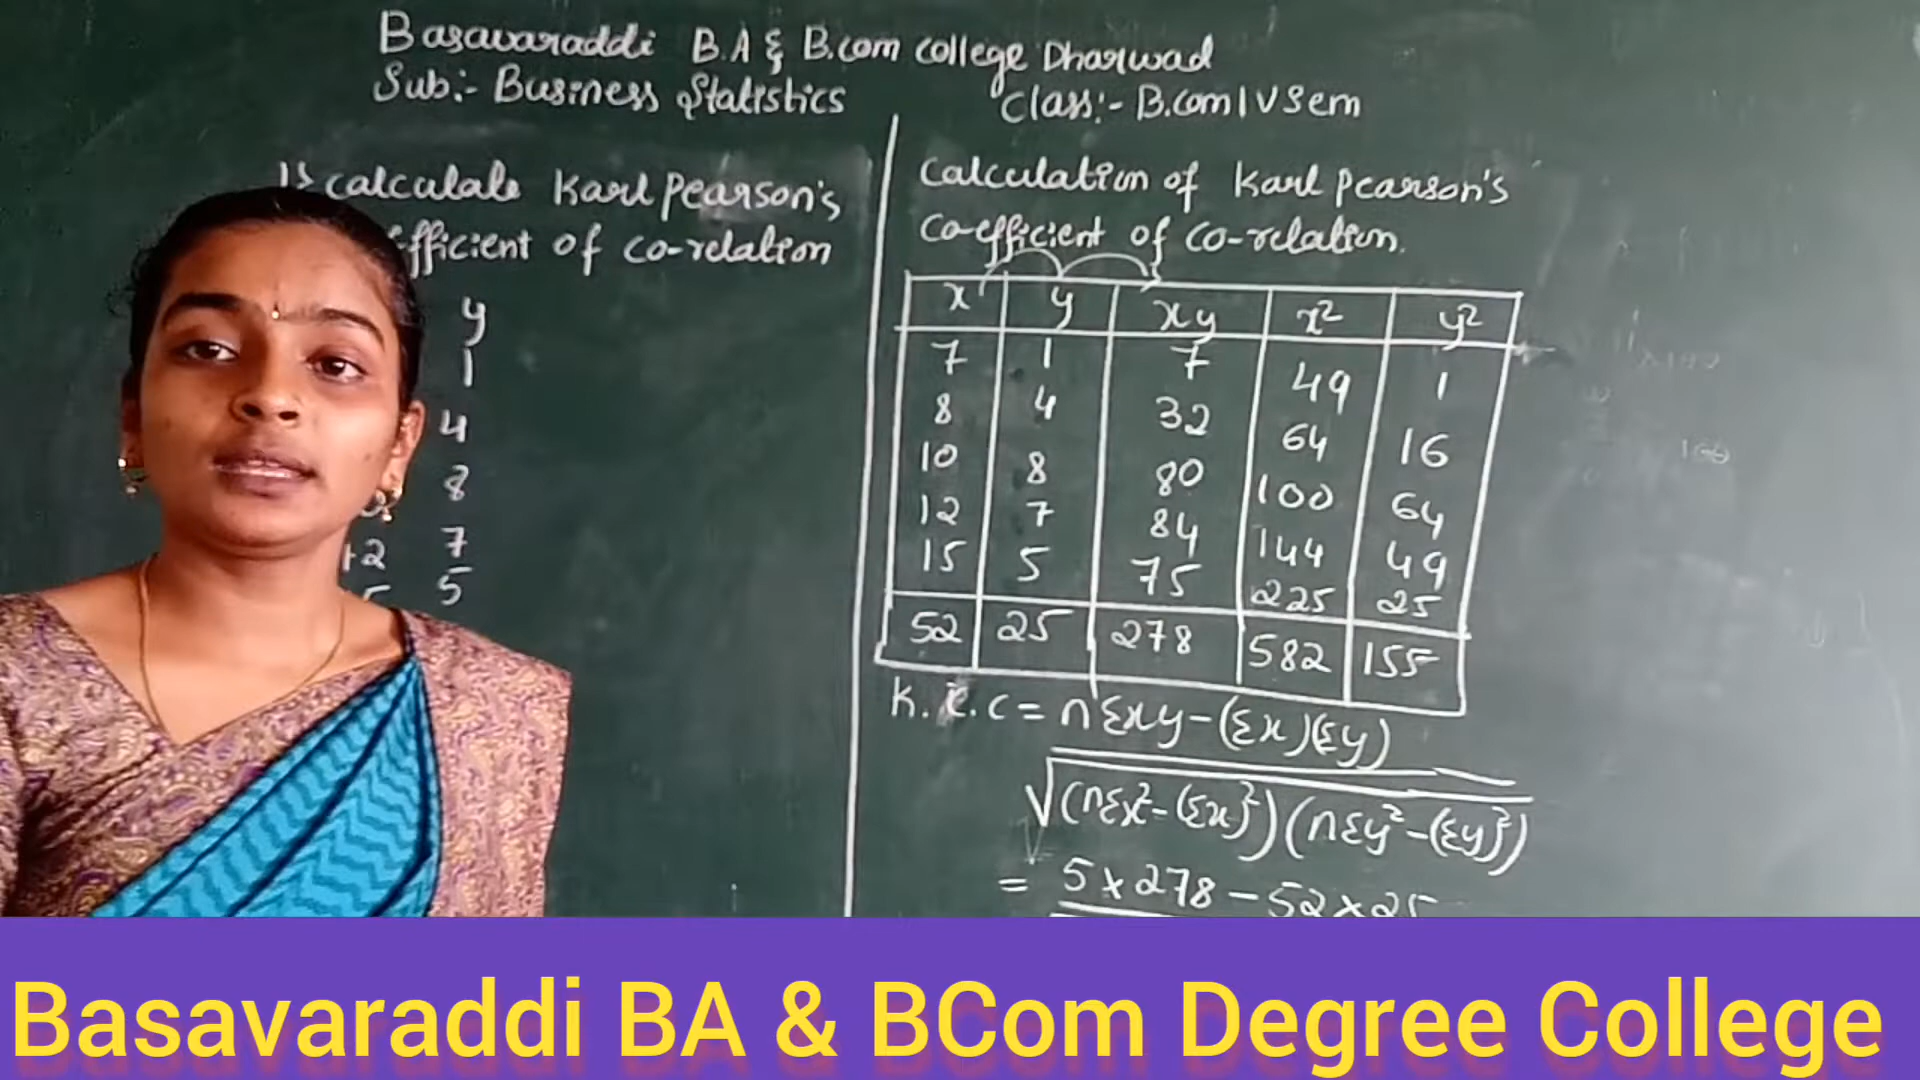 Basavaraddi B.A & B.com college Dharwad
Sub:- Business Statistics Class:- B.com IV Sem
1) calculate Karl Pearson's
efficient of co-relation
y
1
4
8
12 7
5
calculation of Karl pearson's
co-efficient of co-relation.
x y xy x² y²
7 1 7 49 1
8 4 32 64 16
10 8 80 100 64
12 7 84 144 49
15 5 75 225 25
52 25 278 582 155
K. . C = nΣxy-(Σx)(Σy)
√(nΣx²-(Σx)²)(nΣy²-(Σy)²)
= 5×278-52×25
Basavaraddi BA & BCom Degree College